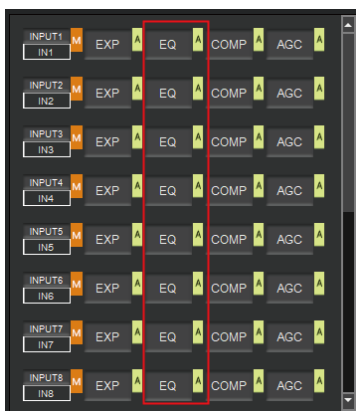 INPUT1 M EXP A EQ A COMP A AGC A
IN1
INPUT2 M EXP A EQ A COMP A AGC A
IN2
INPUT3 M EXP A EQ A COMP A AGC A
IN3
INPUT4 M EXP A EQ A COMP A AGC A
IN4
INPUT5 M EXP A EQ A COMP A AGC A
IN5
INPUT6 M EXP A EQ A COMP A AGC A
IN6
INPUT7 M EXP A EQ A COMP A AGC A
IN7
INPUT8 M EXP A EQ A COMP A AGC A
IN8